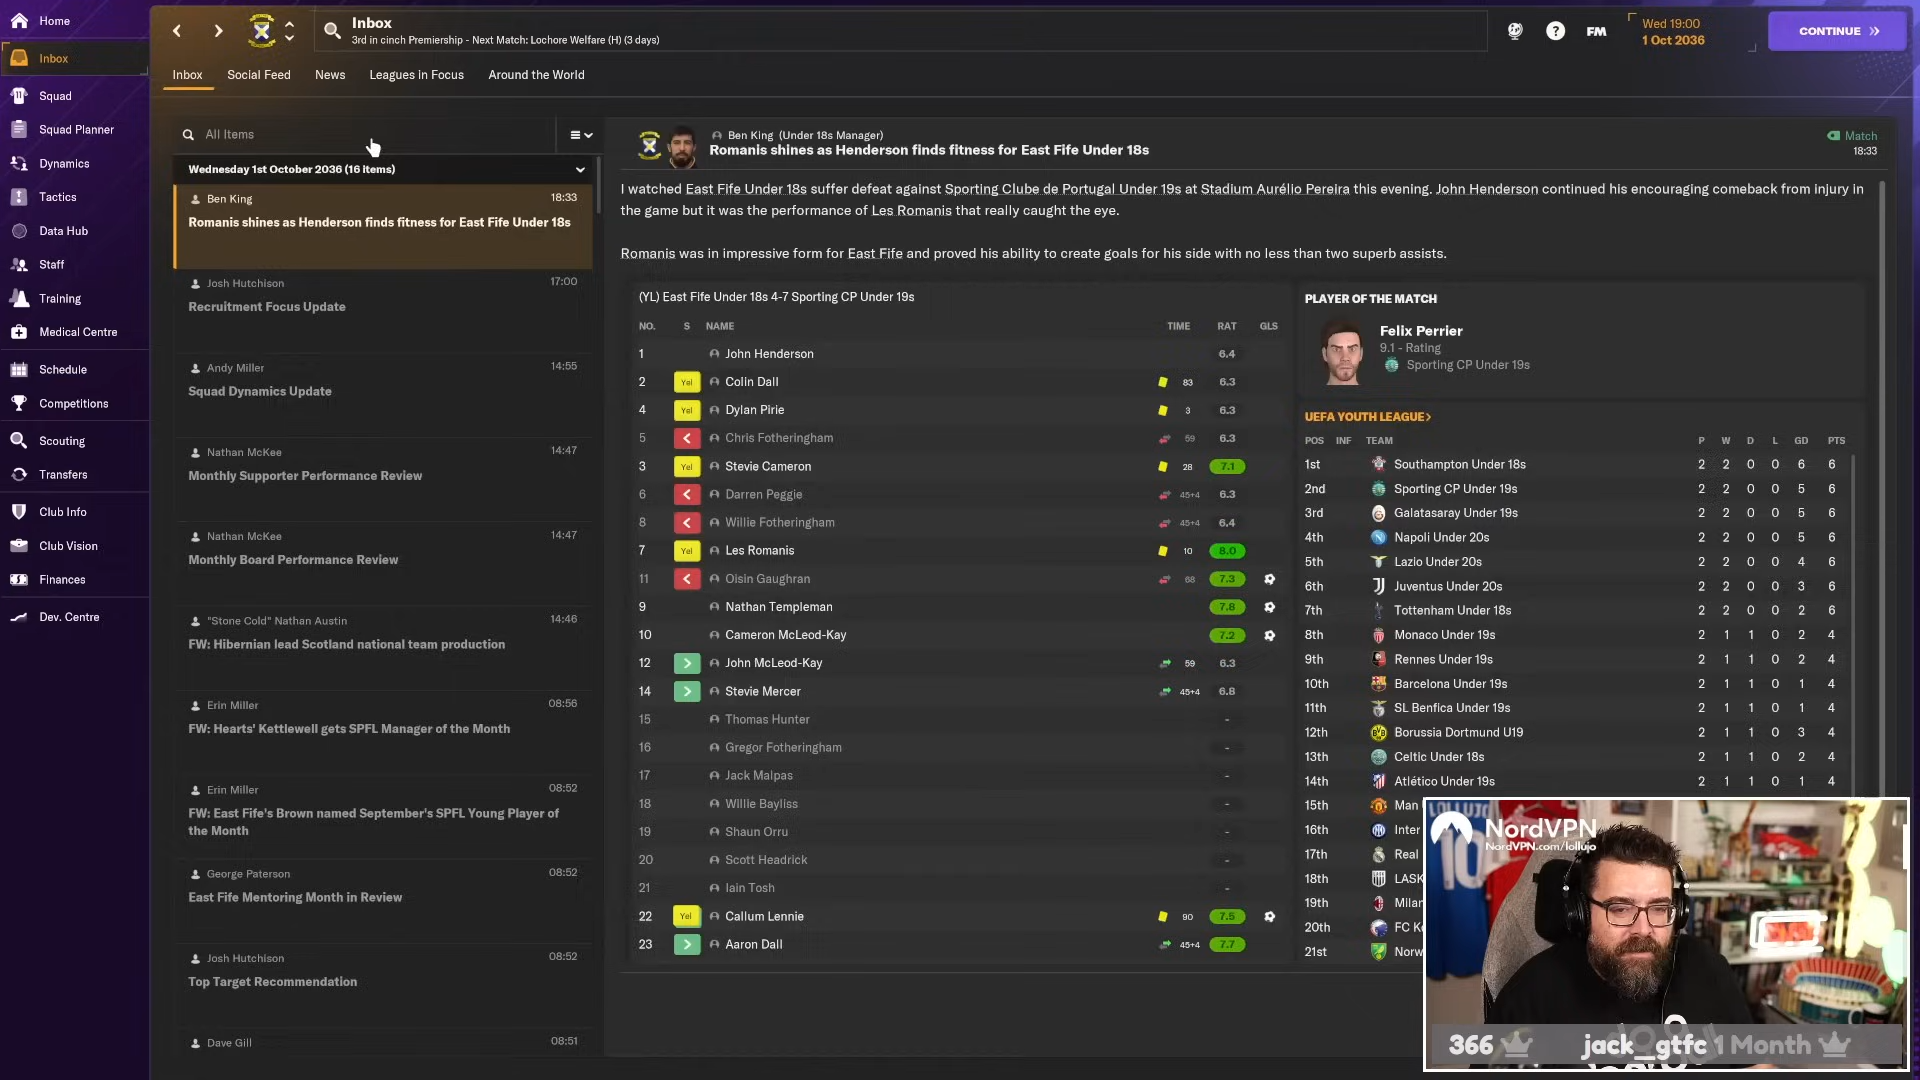 Home
Inbox
Squad
Squad Planner
Dynamics
Tactics
Data Hub
Staff
Training
Medical Centre
Schedule
Competitions
Scouting
Transfers
Club Info
Club Vision
Finances
Dev. Centre
Inbox
3rd in cinch Premiership - Next Match: Lochore Welfare (H) (3 days)
FM
Wed 19:00
1 Oct 2036
CONTINUE
Inbox Social Feed News Leagues in Focus Around the World
All Items
Wednesday 1st October 2036 (16 items)
Ben King 18:33
Romanis shines as Henderson finds fitness for East Fife Under 18s
Josh Hutchison 17:00
Recruitment Focus Update
Andy Miller 14:55
Squad Dynamics Update
Nathan McKee 14:47
Monthly Supporter Performance Review
Nathan McKee 14:47
Monthly Board Performance Review
"Stone Cold" Nathan Austin 14:46
FW: Hibernian lead Scotland national team production
Erin Miller 08:56
FW: Hearts' Kettlewell gets SPFL Manager of the Month
Erin Miller 08:52
FW: East Fife's Brown named September's SPFL Young Player of
the Month
George Paterson 08:52
East Fife Mentoring Month in Review
Josh Hutchison 08:52
Top Target Recommendation
Dave Gill 08:51
Ben King (Under 18s Manager)
Romanis shines as Henderson finds fitness for East Fife Under 18s
Match
18:33
I watched East Fife Under 18s suffer defeat against Sporting Clube de Portugal Under 19s at Stadium Aurélio Pereira this evening. John Henderson continued his encouraging comeback from injury in
the game but it was the performance of Les Romanis that really caught the eye.
Romanis was in impressive form for East Fife and proved his ability to create goals for his side with no less than two superb assists.
(YL) East Fife Under 18s 4-7 Sporting CP Under 19s
NO. S NAME TIME RAT GLS
1 John Henderson 6.4
2 Yel Colin Dall 83 6.3
4 Yel Dylan Pirie 3 6.3
5 Chris Fotheringham 59 6.3
3 Yel Stevie Cameron 28 7.1
6 Darren Peggie 45+4 6.3
8 Willie Fotheringham 45+4 6.4
7 Yel Les Romanis 10 8.0
11 Oisin Gaughran 68 7.3
9 Nathan Templeman 7.8
10 Cameron McLeod-Kay 7.2
12 John McLeod-Kay 59 6.3
14 Stevie Mercer 45+4 6.8
15 Thomas Hunter -
16 Gregor Fotheringham -
17 Jack Malpas -
18 Willie Bayliss -
19 Shaun Orru -
20 Scott Headrick -
21 Iain Tosh -
22 Yel Callum Lennie 90 7.5
23 Aaron Dall 45+4 7.7
PLAYER OF THE MATCH
Felix Perrier
9.1 - Rating
Sporting CP Under 19s
UEFA YOUTH LEAGUE>
POS INF TEAM P W D L GD PTS
1st Southampton Under 18s 2 2 0 0 6 6
2nd Sporting CP Under 19s 2 2 0 0 5 6
3rd Galatasaray Under 19s 2 2 0 0 5 6
4th Napoli Under 20s 2 2 0 0 5 6
5th Lazio Under 20s 2 2 0 0 4 6
6th Juventus Under 20s 2 2 0 0 3 6
7th Tottenham Under 18s 2 2 0 0 2 6
8th Monaco Under 19s 2 1 1 0 2 4
9th Rennes Under 19s 2 1 1 0 2 4
10th Barcelona Under 19s 2 1 1 0 1 4
11th SL Benfica Under 19s 2 1 1 0 1 4
12th Borussia Dortmund U19 2 1 1 0 3 4
13th Celtic Under 18s 2 1 1 0 2 4
14th Atlético Under 19s 2 1 1 0 1 4
15th Man
16th Inter
17th Real
18th LASK
19th Milan
20th FC K
21st Norw
NordVPN
NordVPN.com/lollujo
366 jack_gtfc 1 Month